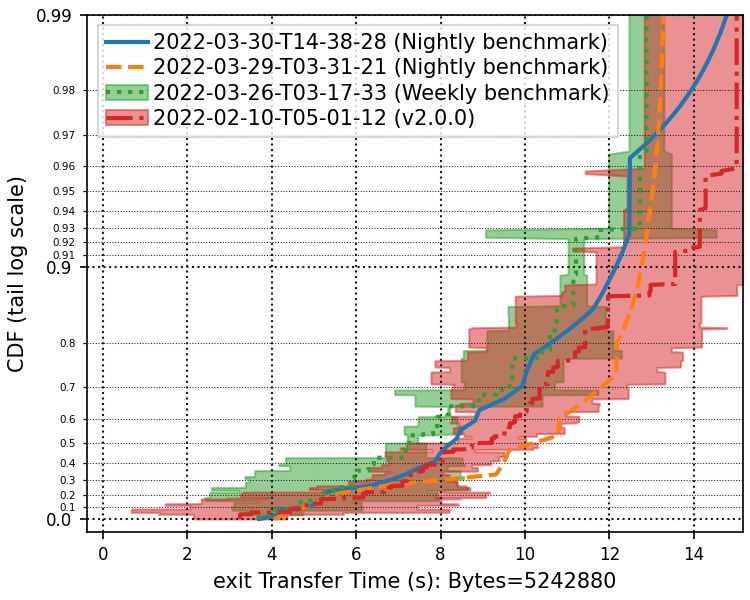 0.99
2022-03-30-T14-38-28 (Nightly benchmark)
2022-03-29-T03-31-21 (Nightly benchmark)
2022-03-26-T03-17-33 (Weekly benchmark)
2022-02-10-T05-01-12 (v2.0.0)
0.98
0.97
0.96
0.95
0.94
0.93
0.92
0.91
0.9
0.8
0.7
0.6
0.5
0.4
0.3
0.2
0.1
0.0
CDF (tail log scale)
0 2 4 6 8 10 12 14
exit Transfer Time (s): Bytes=5242880